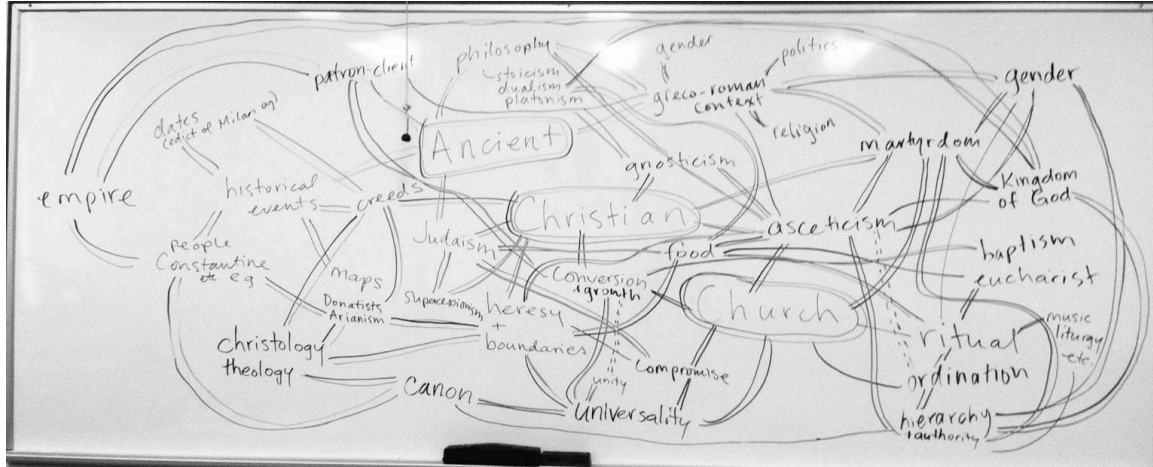 patron-client
philosophy
stoicism
dualism
platonism
gender
politics
greco-roman
context
religion
gender
dates
(edict of Milan eg)
Ancient
martyrdom
gnosticism
empire
historical
events
creeds
Christian
Kingdom
of God
asceticism
People
Constantine
etc eg
Judaism
food
baptism
eucharist
maps
Conversion
+growth
Church
Donatists
Arianism
Supercessionism
heresy
+
boundaries
music
liturgy
etc.
ritual
christology
theology
compromise
unity
ordination
canon
universality
hierarchy
+authority